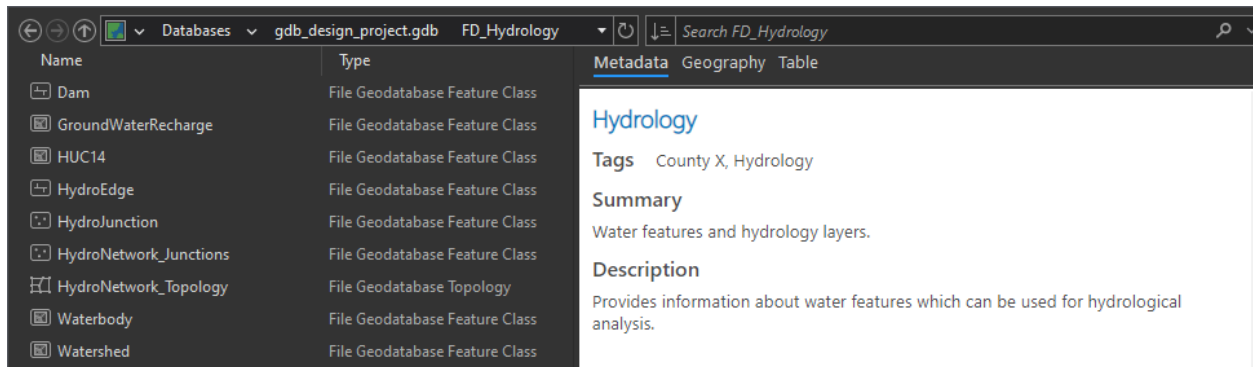 Databases gdb_design_project.gdb FD_Hydrology Search FD_Hydrology
Name Type
Dam File Geodatabase Feature Class
GroundWaterRecharge File Geodatabase Feature Class
HUC14 File Geodatabase Feature Class
HydroEdge File Geodatabase Feature Class
HydroJunction File Geodatabase Feature Class
HydroNetwork_Junctions File Geodatabase Feature Class
HydroNetwork_Topology File Geodatabase Topology
Waterbody File Geodatabase Feature Class
Watershed File Geodatabase Feature Class
Metadata Geography Table
Hydrology
Tags County X, Hydrology
Summary
Water features and hydrology layers.
Description
Provides information about water features which can be used for hydrological
analysis.